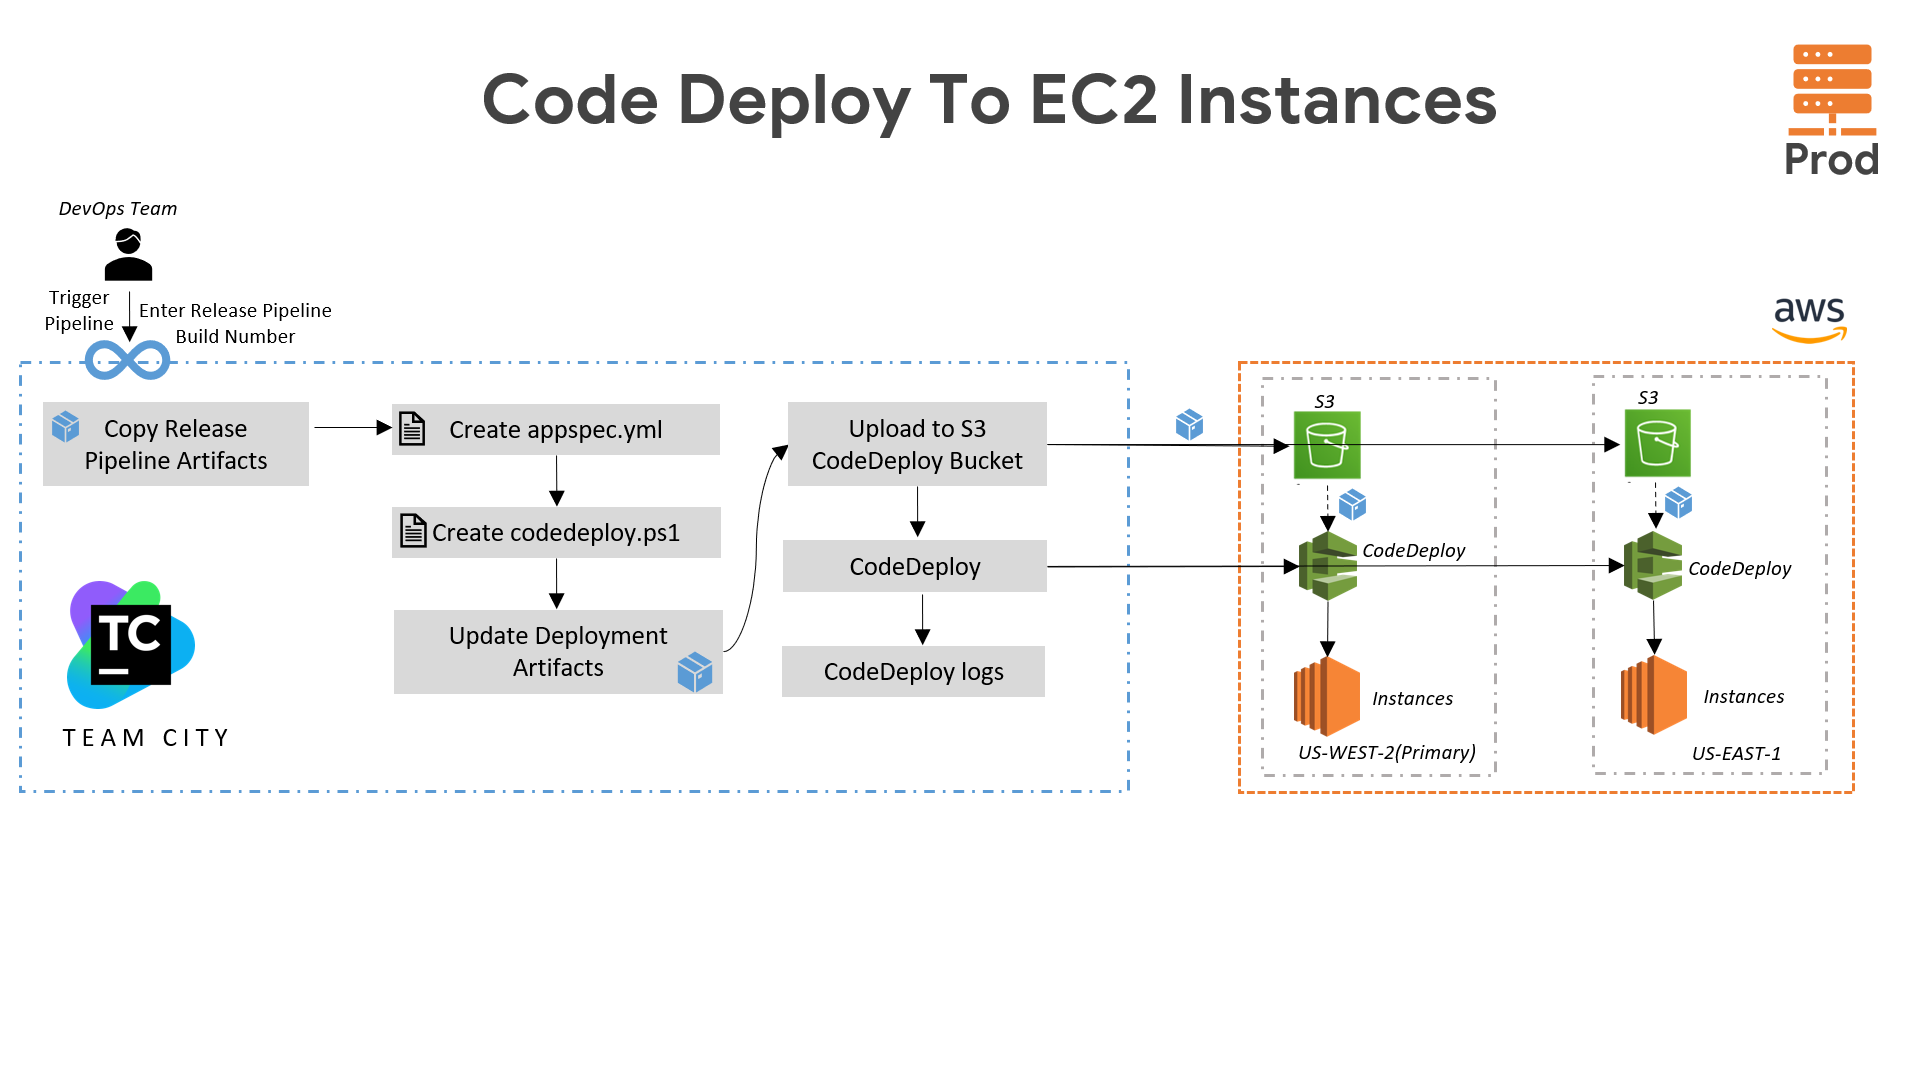 Code Deploy To EC2 Instances
Prod
DevOps Team
Trigger
Pipeline
Enter Release Pipeline
Build Number
aws
Copy Release
Pipeline Artifacts
Create appspec.yml
Create codedeploy.ps1
Update Deployment
Artifacts
Upload to S3
CodeDeploy Bucket
CodeDeploy
CodeDeploy logs
TC
TEAM CITY
S3
CodeDeploy
Instances
US-WEST-2(Primary)
S3
CodeDeploy
Instances
US-EAST-1